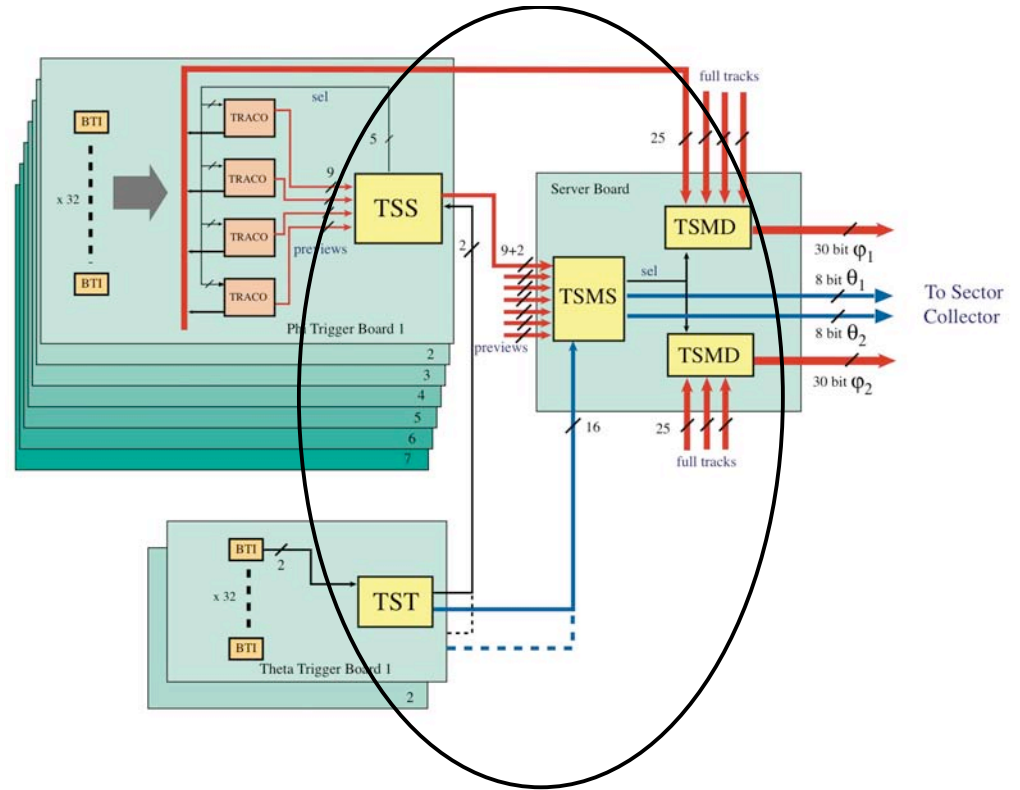 full tracks
sel
BTI
TRACO
5
25
9
TRACO
Server Board
x 32
TSS
TSMD
previews
2
9+2
30 bit φ1
TRACO
sel
8 bit θ1
TSMS
To Sector
Collector
BTI
TRACO
8 bit θ2
Phi Trigger Board 1
TSMD
previews
2
30 bit φ2
3
4
5
16
25
6
7
full tracks
BTI
2
x 32
TST
BTI
Theta Trigger Board 1
2